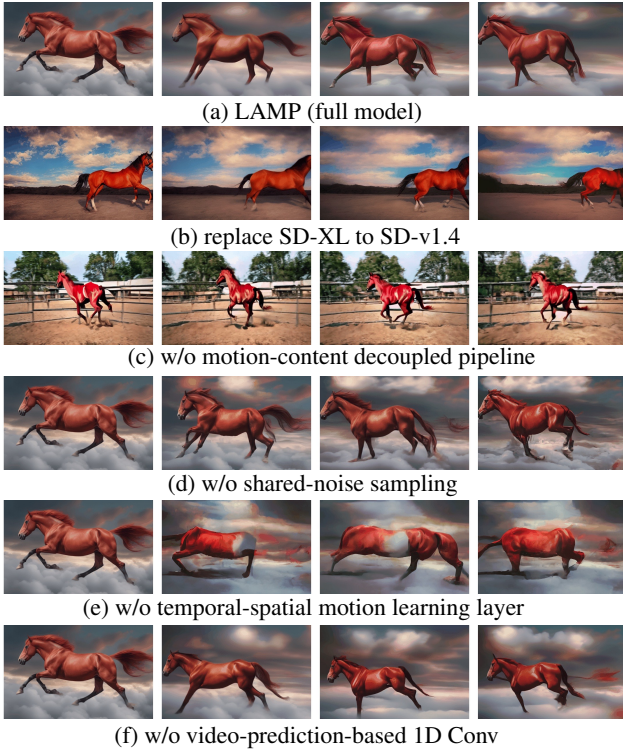 (a) LAMP (full model)
(b) replace SD-XL to SD-v1.4
(c) w/o motion-content decoupled pipeline
(d) w/o shared-noise sampling
(e) w/o temporal-spatial motion learning layer
(f) w/o video-prediction-based 1D Conv